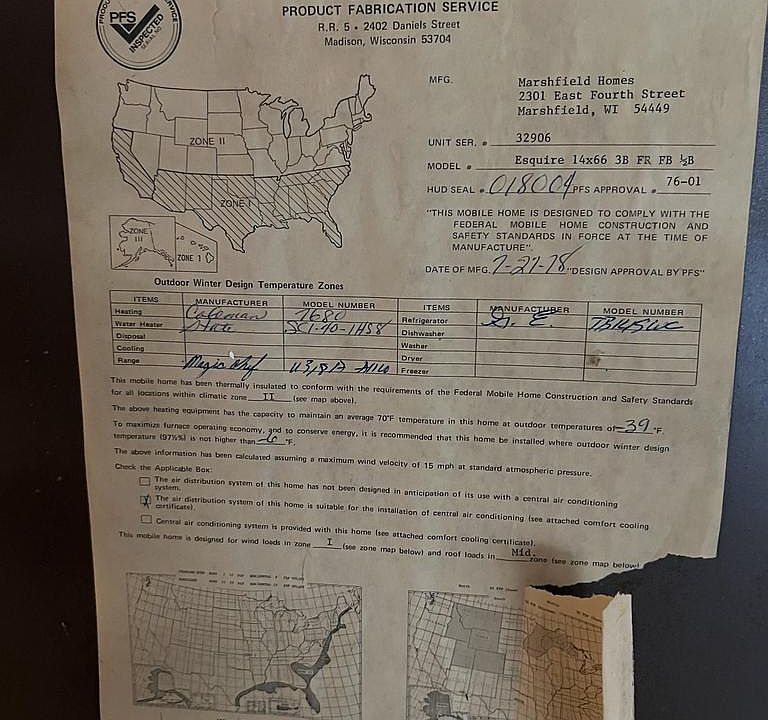 PFS
INSPECTED
PRODUCT FABRICATION SERVICE
R.R. 5 • 2402 Daniels Street
Madison, Wisconsin 53704
MFG. Marshfield Homes
2301 East Fourth Street
Marshfield, WI 54449
UNIT SER. # 32906
MODEL # Esquire 14x66 3B FR FB ½B
HUD SEAL # 018004 PFS APPROVAL # 76-01
"THIS MOBILE HOME IS DESIGNED TO COMPLY WITH THE
FEDERAL MOBILE HOME CONSTRUCTION AND
SAFETY STANDARDS IN FORCE AT THE TIME OF
MANUFACTURE".
DATE OF MFG. 7-27-78 "DESIGN APPROVAL BY PFS"
ZONE II
ZONE I
ZONE III
ZONE I
Outdoor Winter Design Temperature Zones
ITEMS MANUFACTURER MODEL NUMBER ITEMS MANUFACTURER MODEL NUMBER
Heating Coleman 7680 Refrigerator G. E.
Water Heater State SC1-40-1HS8 Dishwasher
Disposal Washer
Cooling Dryer
Range Magic Chef Freezer
This mobile home has been thermally insulated to conform with the requirements of the Federal Mobile Home Construction and Safety Standards
for all locations within climatic zone II (see map above).
The above heating equipment has the capacity to maintain an average 70°F temperature in this home at outdoor temperatures of -39 °F.
To maximize furnace operating economy, and to conserve energy, it is recommended that this home be installed where outdoor winter design
temperature (97½%) is not higher than °F.
The above information has been calculated assuming a maximum wind velocity of 15 mph at standard atmospheric pressure.
Check the Applicable Box:
The air distribution system of this home has not been designed in anticipation of its use with a central air conditioning
system.
X The air distribution system of this home is suitable for the installation of central air conditioning (see attached comfort cooling
certificate).
Central air conditioning system is provided with this home (see attached comfort cooling certificate).
This mobile home is designed for wind loads in zone I (see zone map below) and roof loads in Mid. zone (see zone map below)